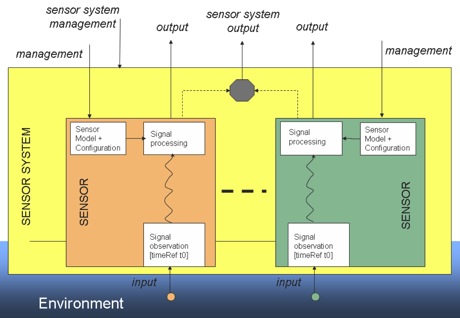 sensor system
management
management
output
sensor system
output
output
management
SENSOR SYSTEM
SENSOR
Sensor
Model +
Configuration
Signal
processing
Signal
observation
[timeRef t0]
input
Signal
processing
Sensor
Model +
Configuration
SENSOR
Signal
observation
[timeRef t0]
input
Environment